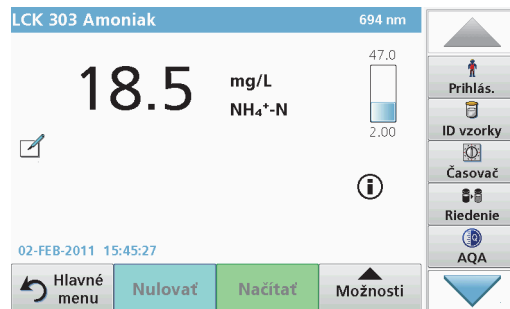 LCK 303 Amoniak
694 nm
18.5
mg/L
NH₄⁺-N
47.0
2.00
02-FEB-2011 15:45:27
Hlavné
menu
Nulovať
Načítať
Možnosti
Prihlás.
ID vzorky
Časovač
Riedenie
AQA